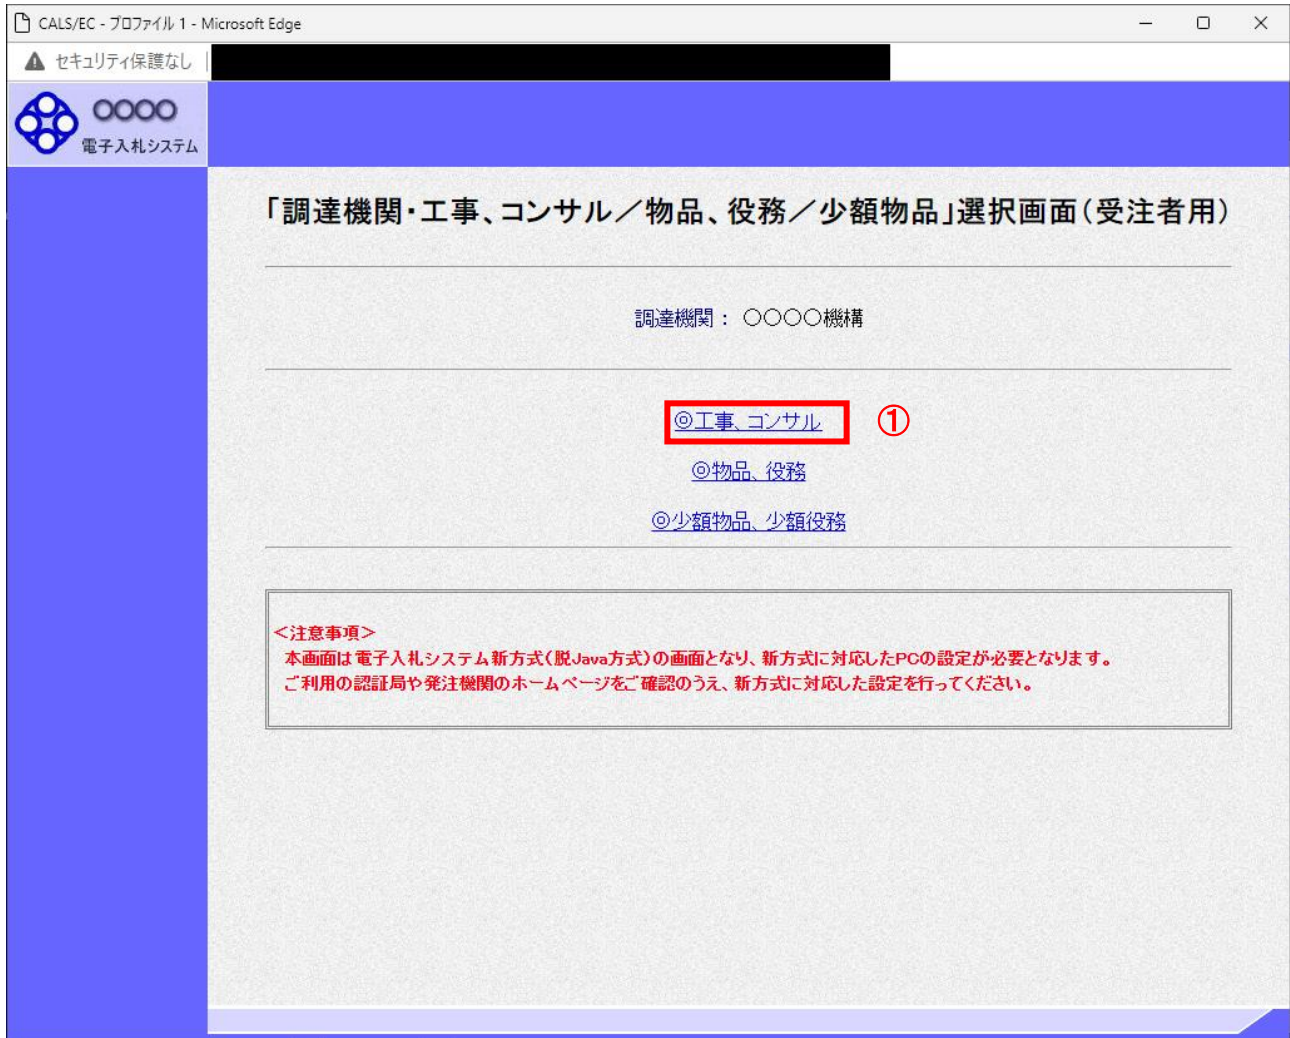 CALS/EC - プロファイル 1 - Microsoft Edge
セキュリティ保護なし
○○○○
電子入札システム
「調達機関・工事、コンサル／物品、役務／少額物品」選択画面（受注者用）
調達機関： ○○○○機構
◎工事、コンサル ①
◎物品、役務
◎少額物品、少額役務
＜注意事項＞
本画面は電子入札システム新方式（脱Java方式）の画面となり、新方式に対応したPCの設定が必要となります。
ご利用の認証局や発注機関のホームページをご確認のうえ、新方式に対応した設定を行ってください。